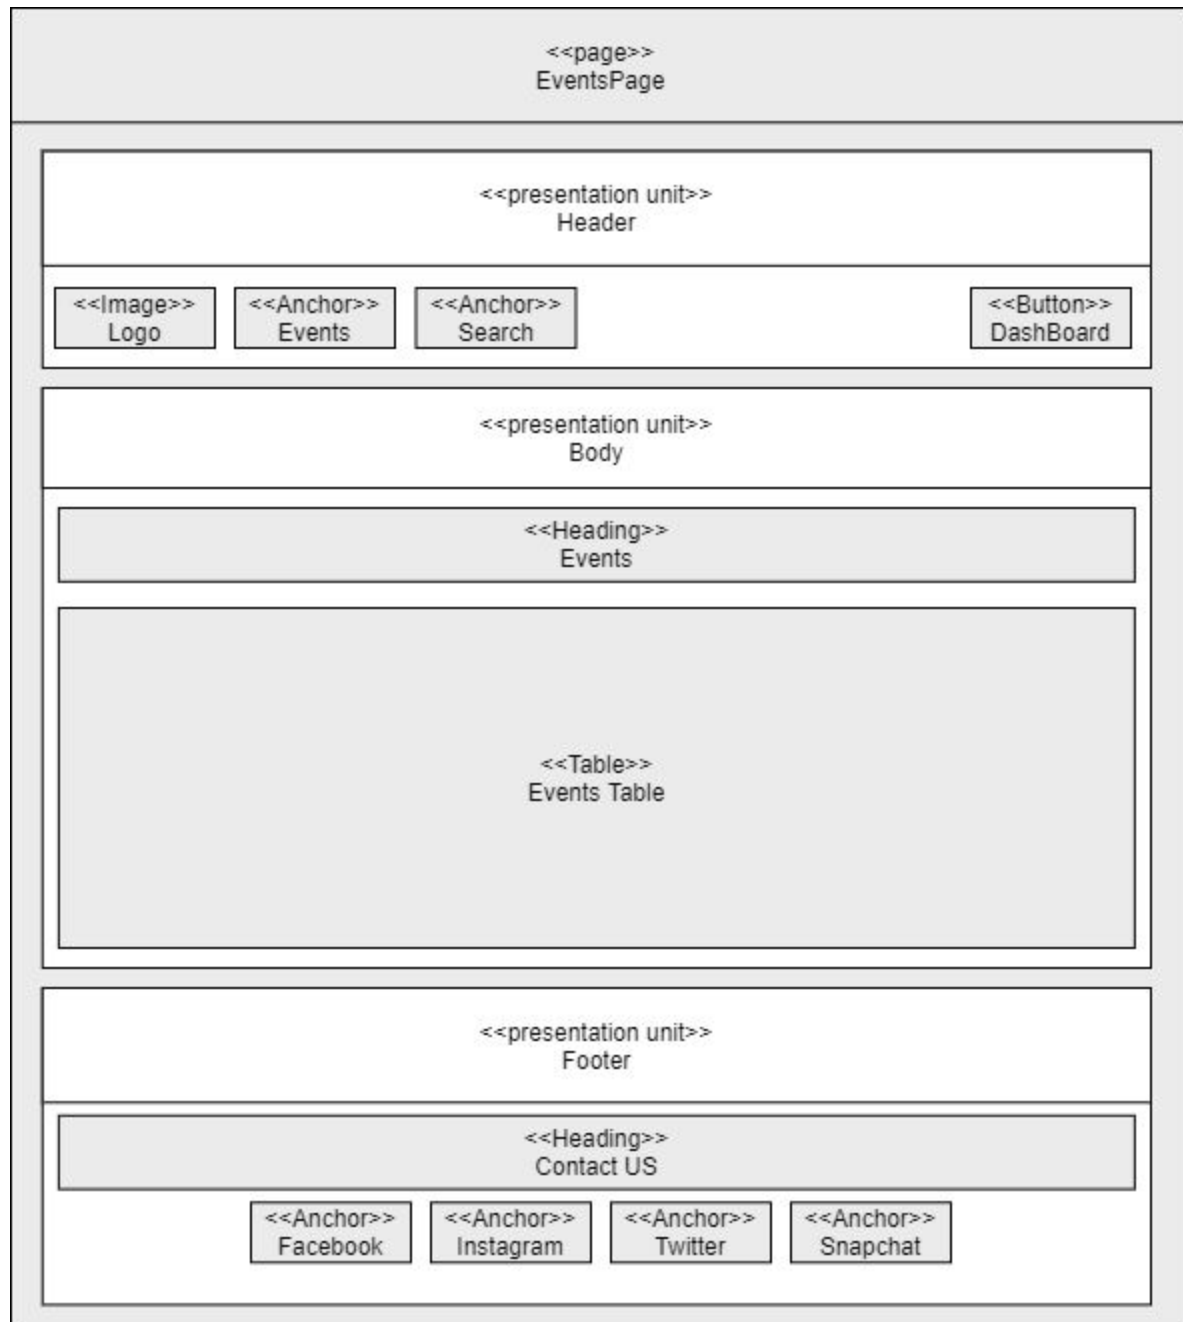 <<page>>
EventsPage
<<presentation unit>>
Header
<<Image>>
Logo
<<Anchor>>
Events
<<Anchor>>
Search
<<Button>>
DashBoard
<<presentation unit>>
Body
<<Heading>>
Events
<<Table>>
Events Table
<<presentation unit>>
Footer
<<Heading>>
Contact US
<<Anchor>>
Facebook
<<Anchor>>
Instagram
<<Anchor>>
Twitter
<<Anchor>>
Snapchat